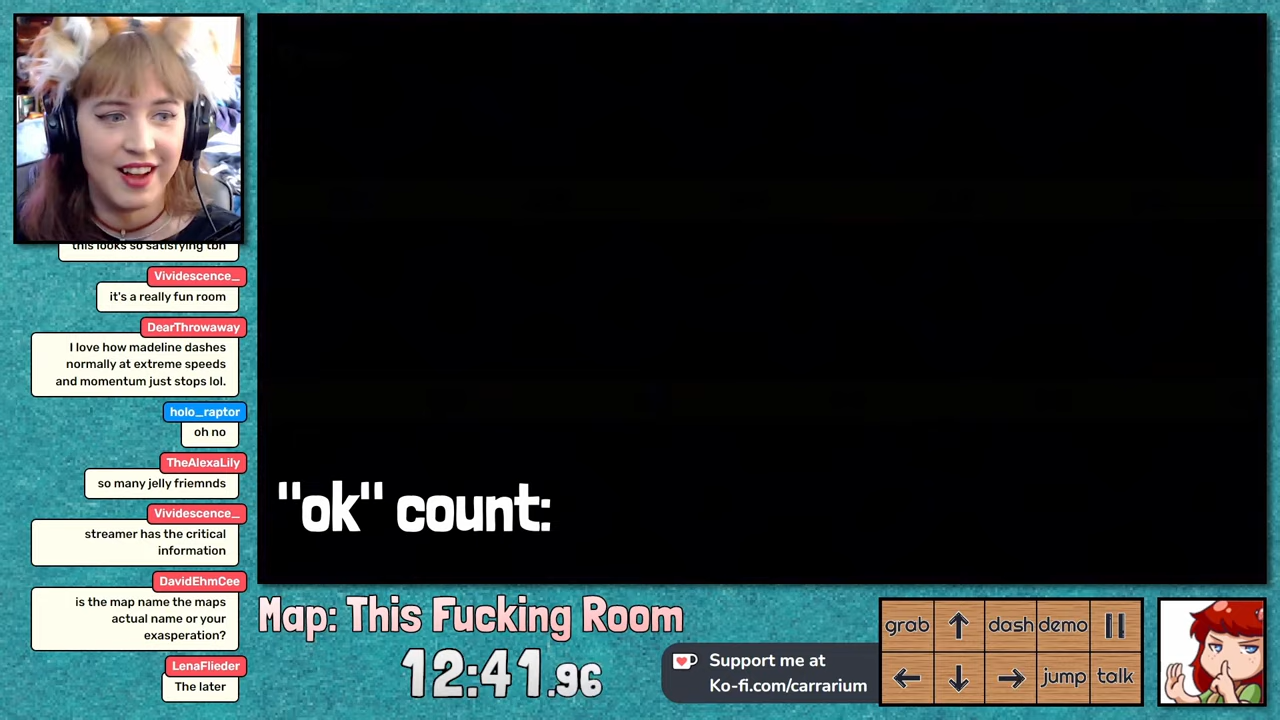 this looks so satisfying tbh
Vividescence_
it's a really fun room
DearThrowaway
I love how madeline dashes
normally at extreme speeds
and momentum just stops lol.
holo_raptor
oh no
TheAlexaLily
so many jelly friemnds
Vividescence_
streamer has the critical
information
DavidEhmCee
is the map name the maps
actual name or your
exasperation?
LenaFlieder
The later
"ok" count:
Map: This Fucking Room
12:41.96
Support me at
Ko-fi.com/carrarium
grab ↑ dash demo
← ↓ → jump talk